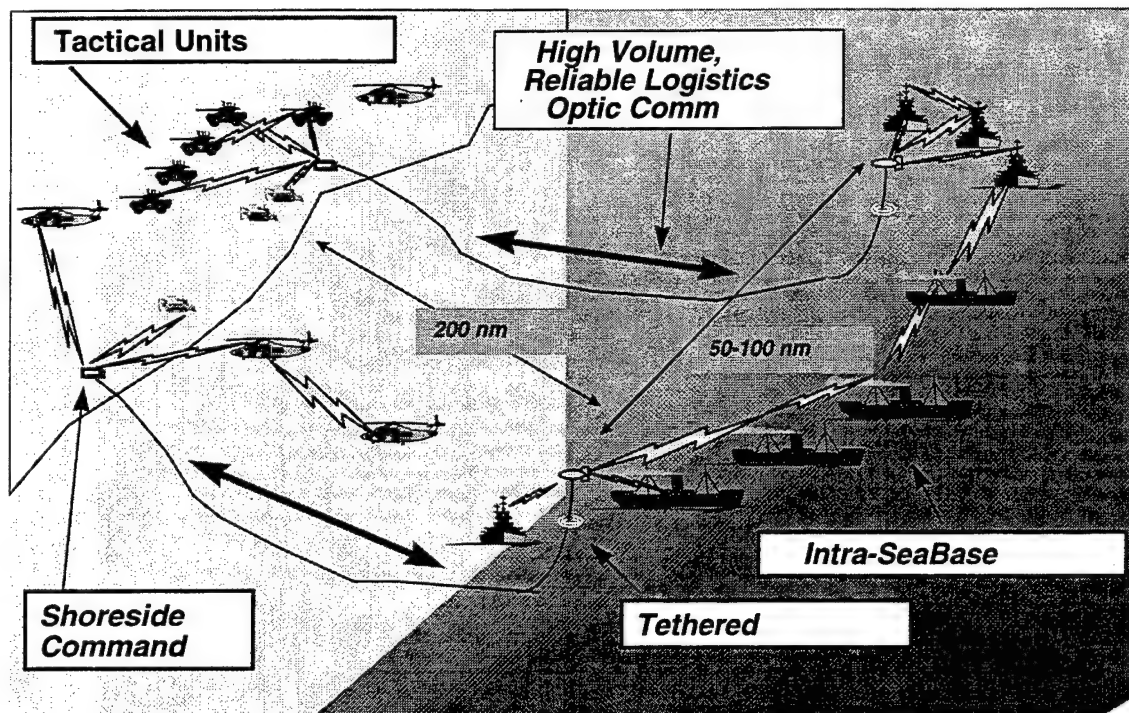 Tactical Units
High Volume,
Reliable Logistics
Optic Comm
200 nm
50-100 nm
Intra-SeaBase
Shoreside
Command
Tethered